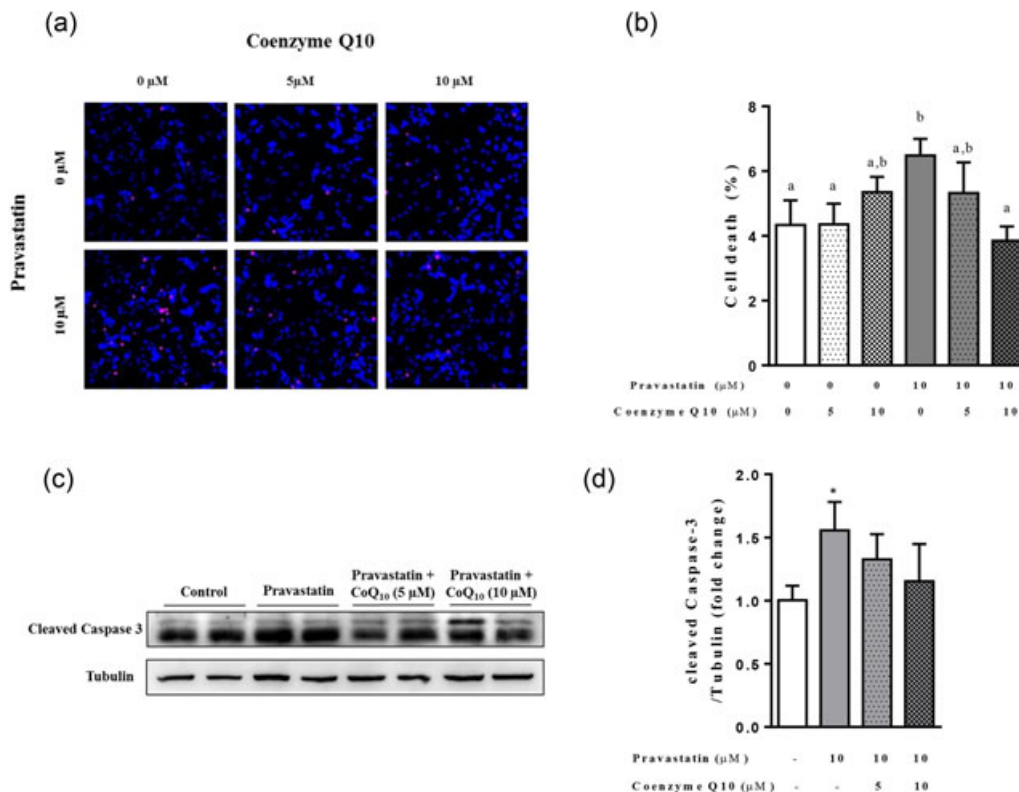 (a)
Coenzyme Q10
0 µM 5µM 10 µM
Pravastatin
0 µM
10 µM
(b)
Cell death (%)
8
6
4
2
0
a a a,b b a,b a
Pravastatin (µM) 0 0 0 10 10 10
Coenzyme Q10 (µM) 0 5 10 0 5 10
(c)
Control Pravastatin Pravastatin + CoQ10 (5 µM) Pravastatin + CoQ10 (10 µM)
Cleaved Caspase 3
Tubulin
(d)
cleaved Caspase-3
/Tubulin (fold change)
2.0
1.5
1.0
0.5
0.0
*
Pravastatin (µM) - 10 10 10
Coenzyme Q10 (µM) - - 5 10